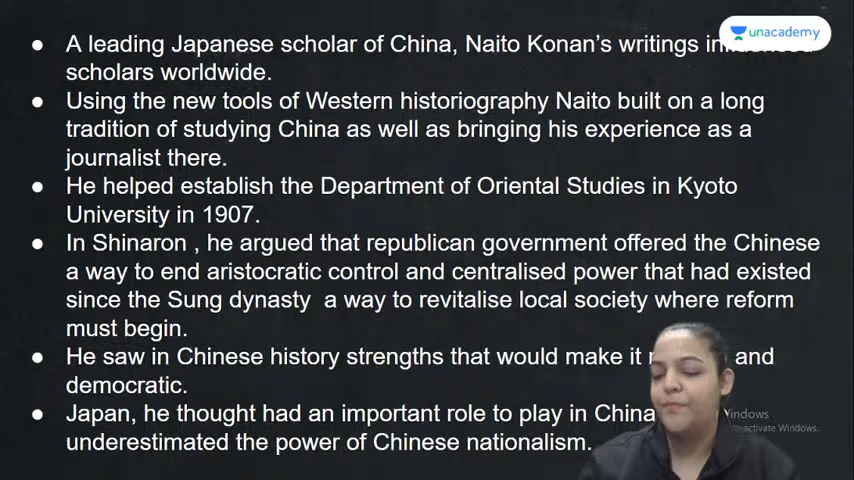 ● A leading Japanese scholar of China, Naito Konan's writings
scholars worldwide.
● Using the new tools of Western historiography Naito built on a long
tradition of studying China as well as bringing his experience as a
journalist there.
● He helped establish the Department of Oriental Studies in Kyoto
University in 1907.
● In Shinaron , he argued that republican government offered the Chinese
a way to end aristocratic control and centralised power that had existed
since the Sung dynasty a way to revitalise local society where reform
must begin.
● He saw in Chinese history strengths that would make it and
democratic.
● Japan, he thought had an important role to play in China
underestimated the power of Chinese nationalism.
unacademy
activate Windows.